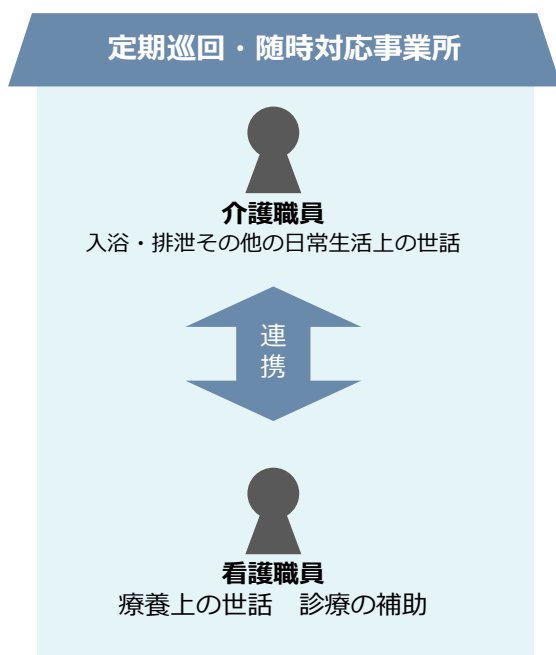 定期巡回・随時対応事業所
介護職員
入浴・排泄その他の日常生活上の世話
連
携
看護職員
療養上の世話　診療の補助